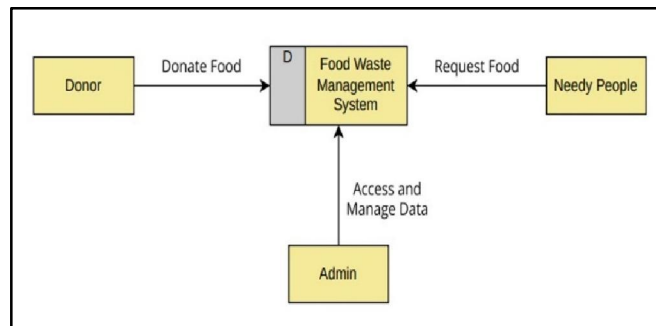 Donate Food
Donor
D
Food Waste
Management
System
Request Food
Needy People
Access and
Manage Data
Admin